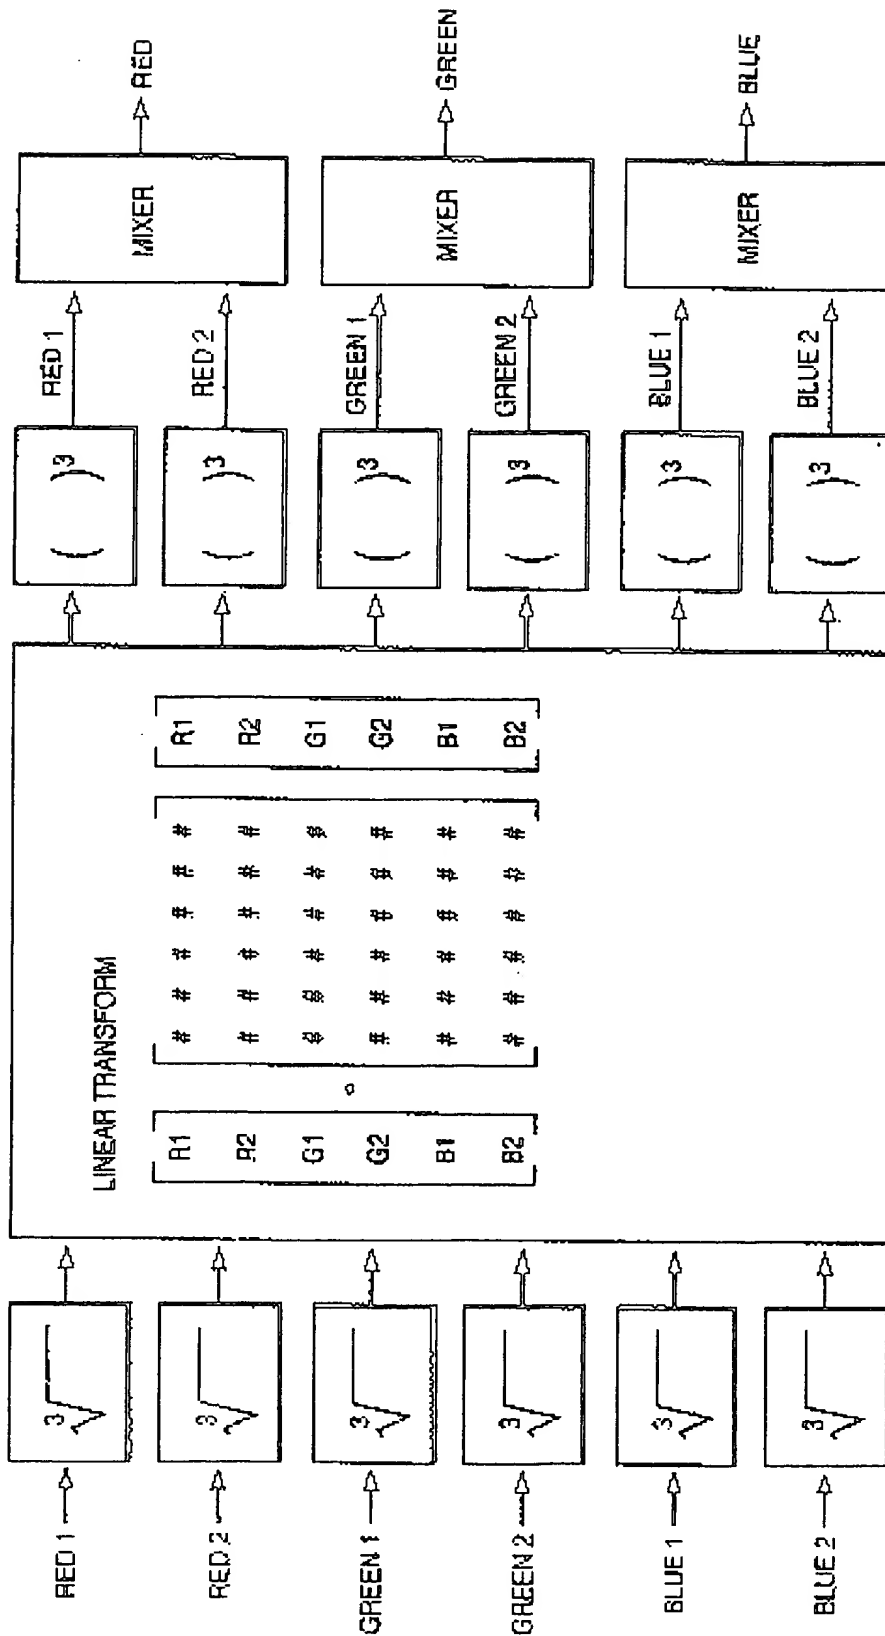 RED 1
RED 2
GREEN 1
GREEN 2
BLUE 1
BLUE 2
3
3
3
3
3
3
LINEAR TRANSFORM
R1 # # # # # # R1
R2 # # # # # # R2
G1 # # # # # # G1
G2 # # # # # # G2
B1 # # # # # # B1
B2 # # # # # # B2
( )3
( )3
( )3
( )3
( )3
( )3
RED 1
RED 2
GREEN 1
GREEN 2
BLUE 1
BLUE 2
MIXER
MIXER
MIXER
RED
GREEN
BLUE